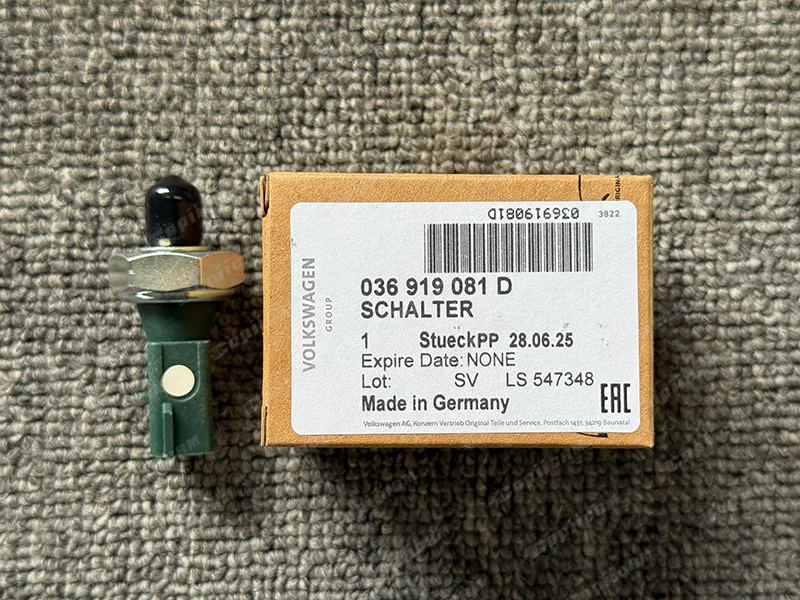 036919081D
3822
VOLKSWAGEN
GROUP
036 919 081 D
SCHALTER
1 StueckPP 28.06.25
Expire Date: NONE
Lot: SV LS 547348
Made in Germany
EAC
Volkswagen AG, Konzern Vertrieb Original Teile und Service, Postfach 1451, 34219 Baunatal